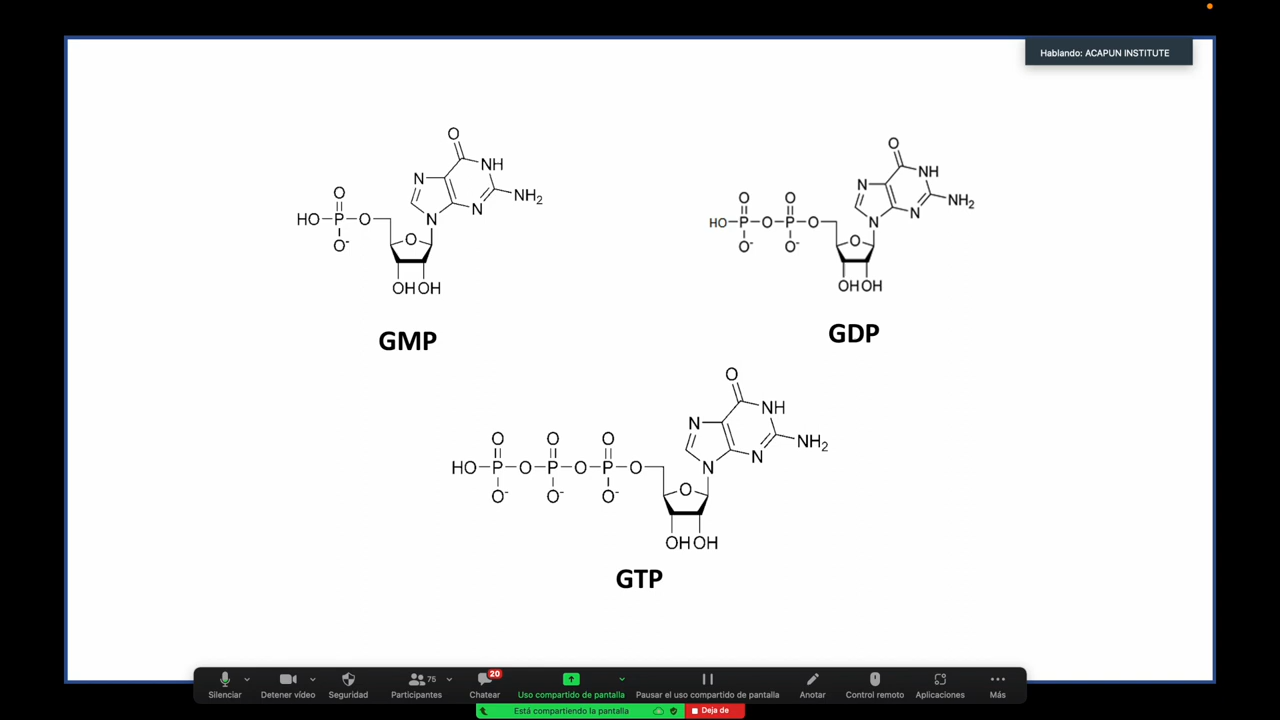 Hablando: ACAPUN INSTITUTE
O
NH
N
NH₂
N
N
O
HO P O
O⁻
O
OH OH
GMP
O
NH
N
NH₂
N
N
O O
HO P O P O
O⁻ O⁻
O
OH OH
GDP
O
NH
N
NH₂
N
N
O O O
HO P O P O P O
O⁻ O⁻ O⁻
O
OH OH
GTP
75
20
Silenciar Detener vídeo Seguridad Participantes Chatear Uso compartido de pantalla Pausar el uso compartido de pantalla Anotar Control remoto Aplicaciones Más
Está compartiendo la pantalla Deja de